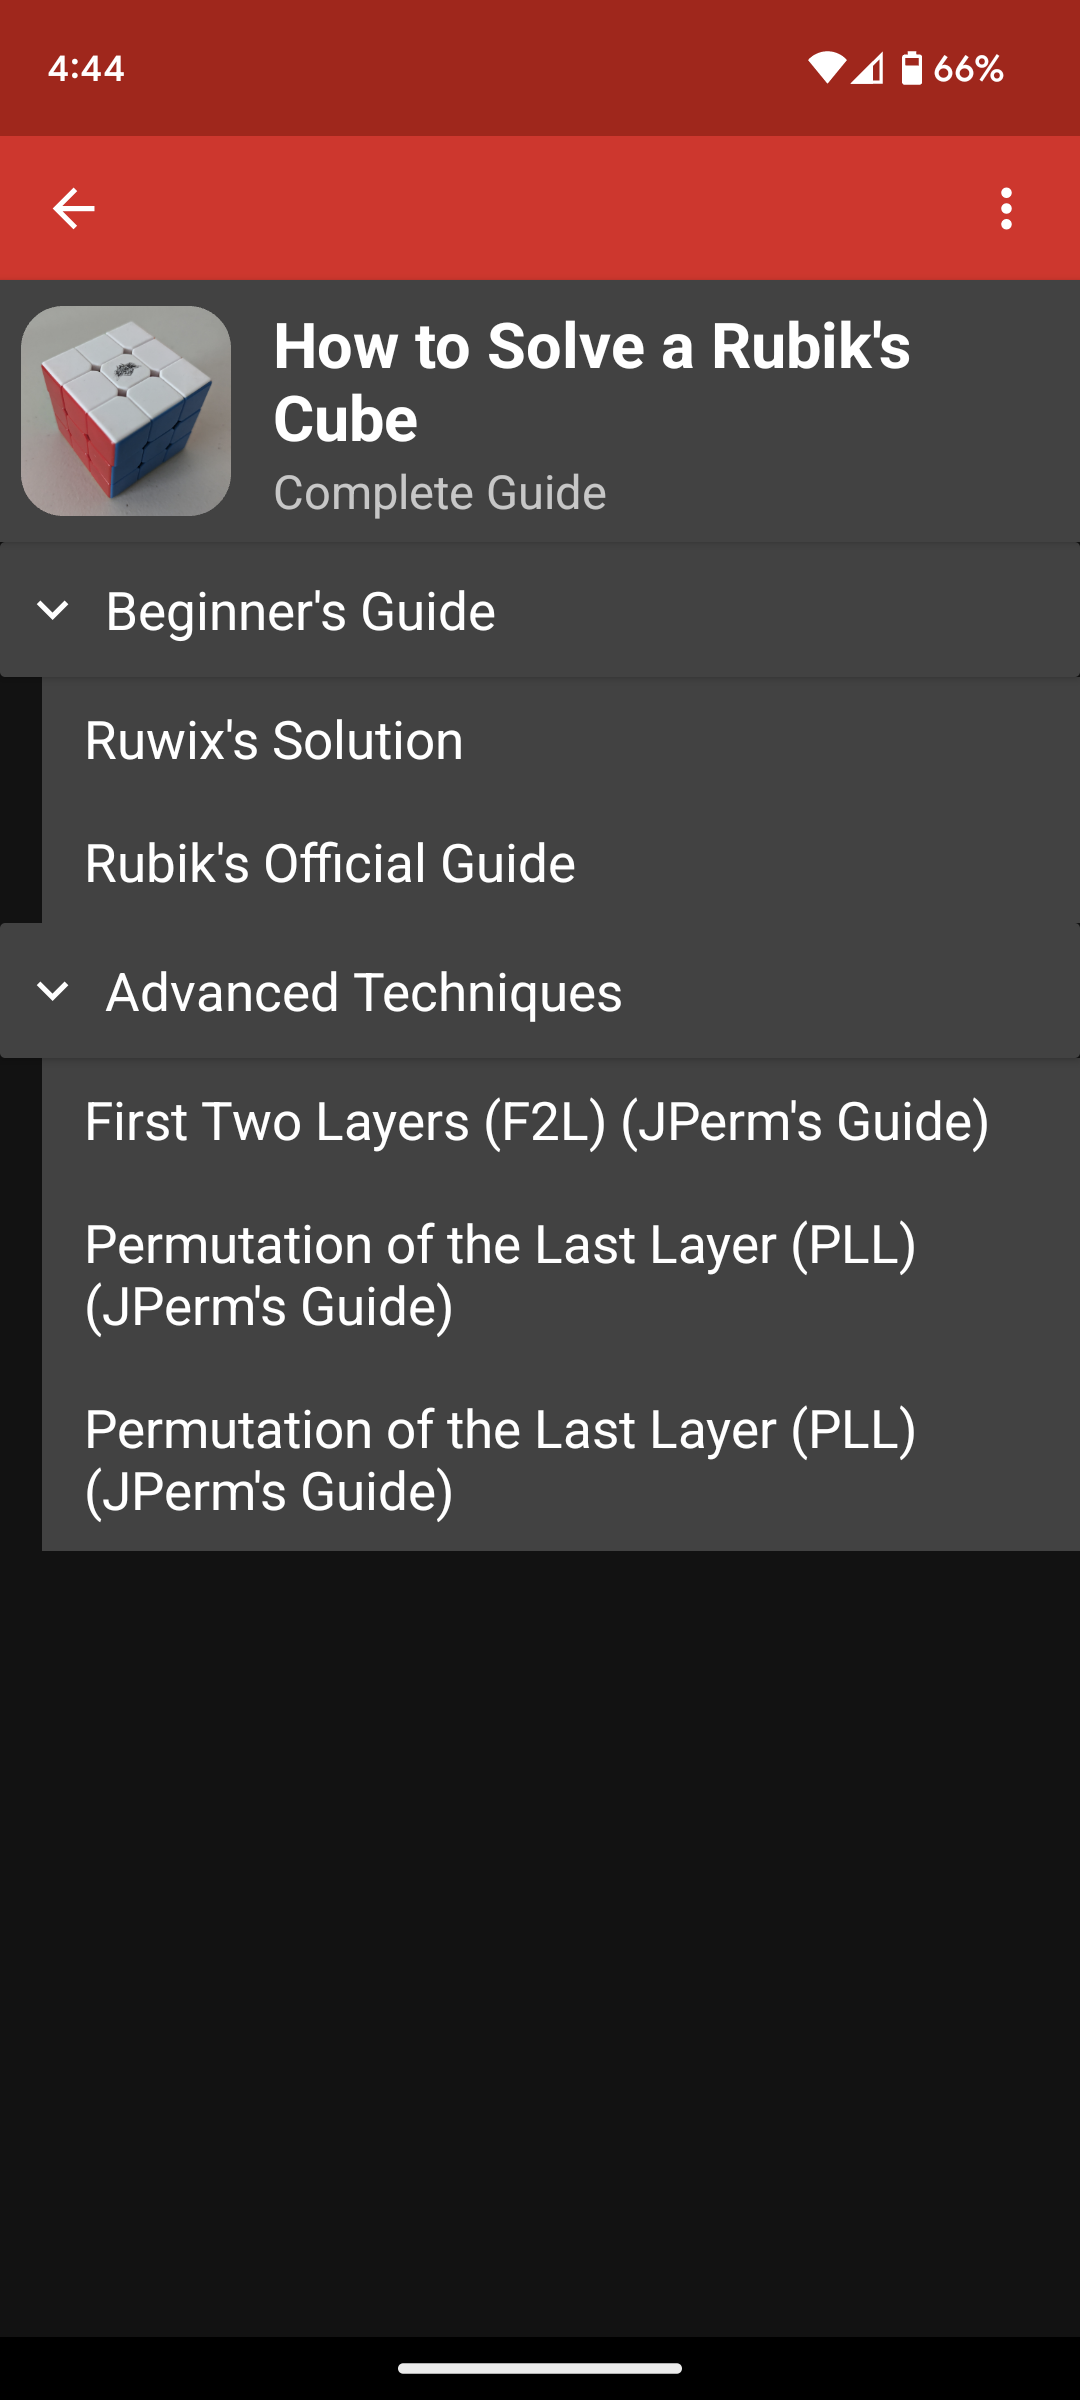 4:44
66%
How to Solve a Rubik's
Cube
Complete Guide
Beginner's Guide
Ruwix's Solution
Rubik's Official Guide
Advanced Techniques
First Two Layers (F2L) (JPerm's Guide)
Permutation of the Last Layer (PLL)
(JPerm's Guide)
Permutation of the Last Layer (PLL)
(JPerm's Guide)